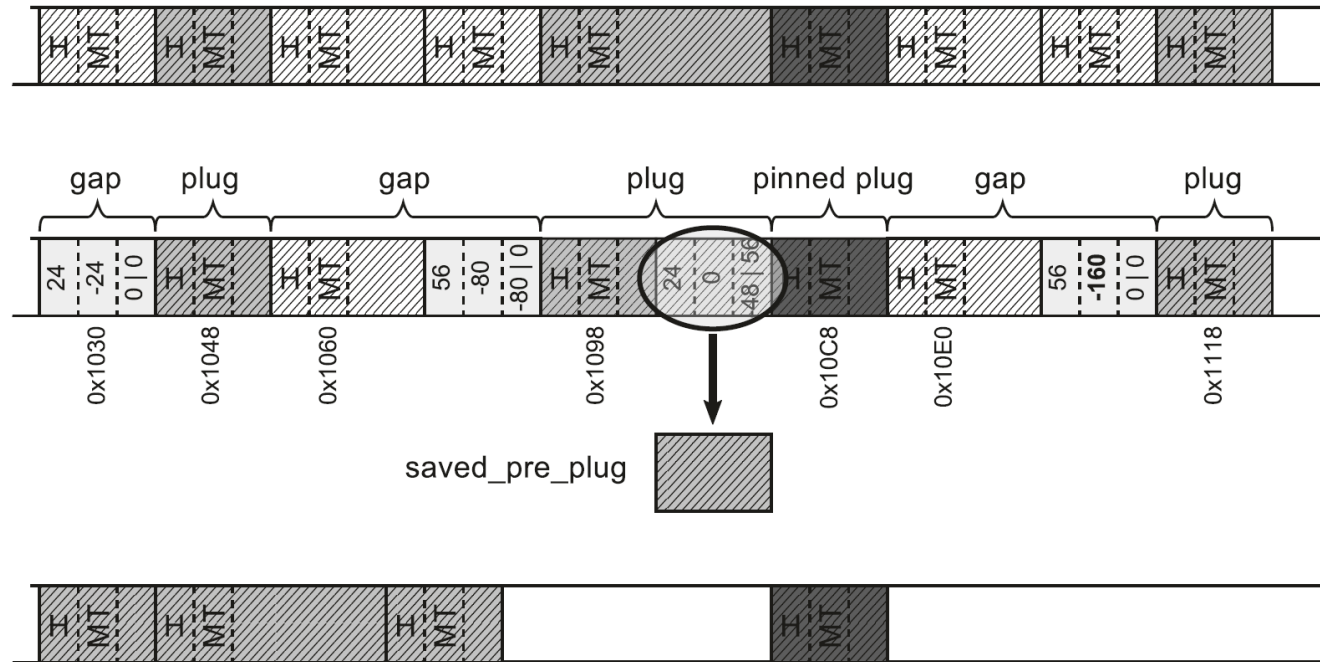 H MT H MT H MT H MT H MT H MT H MT H MT H MT
gap plug gap plug pinned plug gap plug
24 -24 0 | 0 H MT H MT 56 -80 -80 | 0 H MT 24 0 -48 | 56 H MT H MT 56 -160 0 | 0 H MT
0x1030 0x1048 0x1060 0x1098 0x10C8 0x10E0 0x1118
saved_pre_plug
H MT H MT H MT H MT